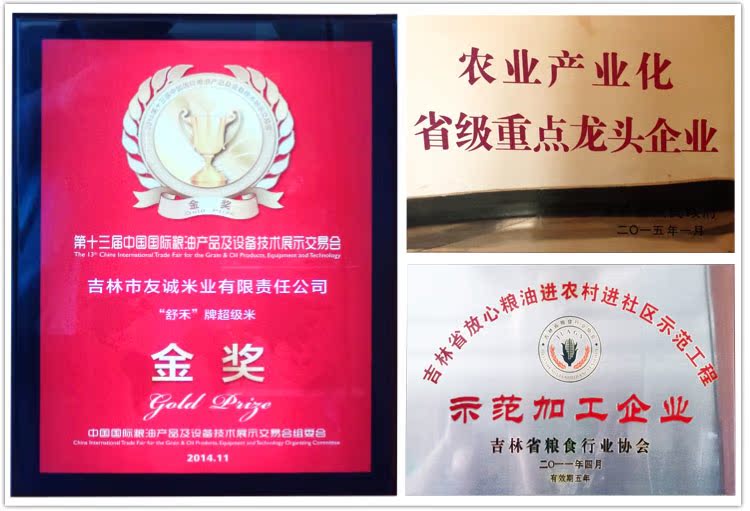 金奖
Gold Prize
第十三届中国国际粮油产品及设备技术展示交易会
The 13th China International Trade Fair for the Grain & Oil Products, Equipment and Technology
吉林市友诚米业有限责任公司
“舒禾”牌超级米
金奖
Gold Prize
中国国际粮油产品及设备技术展示交易会组委会
China International Trade Fair for the Grain & Oil Products, Equipment and Technology Organizing Committee
2014.11
农业产业化
省级重点龙头企业
二〇一五年一月
吉林省放心粮油进农村进社区示范工程
示范加工企业
吉林省粮食行业协会
二〇一一年四月
有效期五年